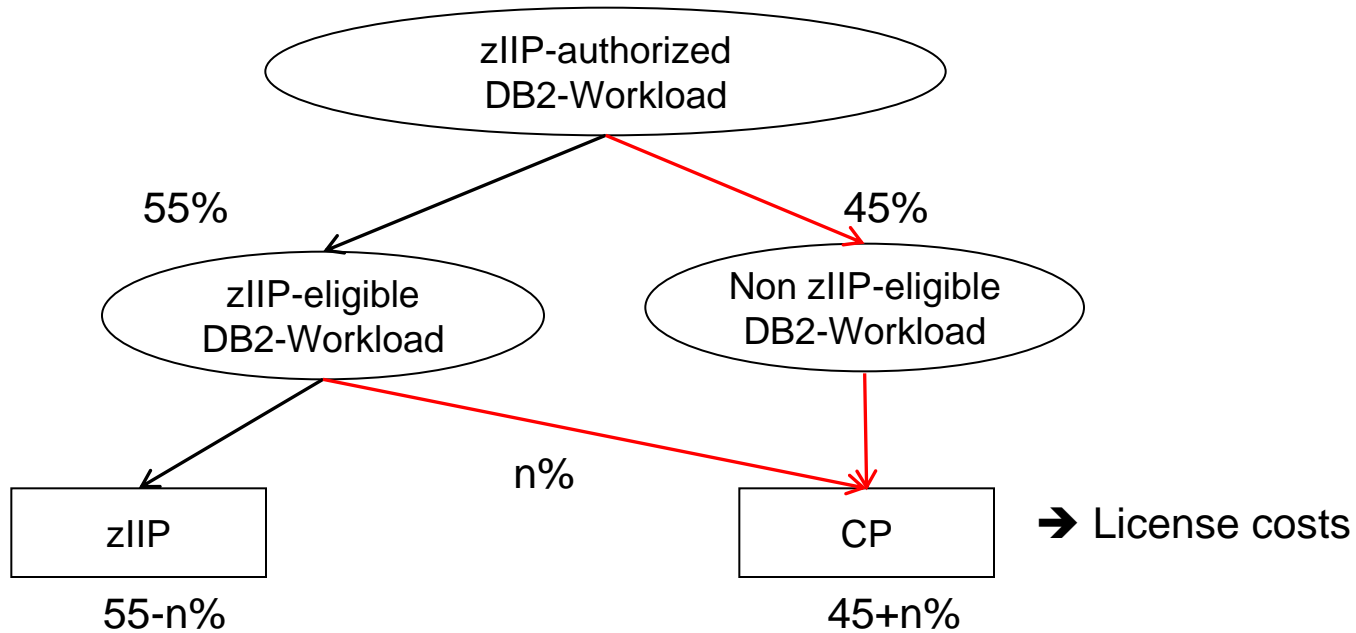 zIIP-authorized
DB2-Workload
55%
45%
zIIP-eligible
DB2-Workload
Non zIIP-eligible
DB2-Workload
n%
zIIP
CP
➔ License costs
55-n%
45+n%